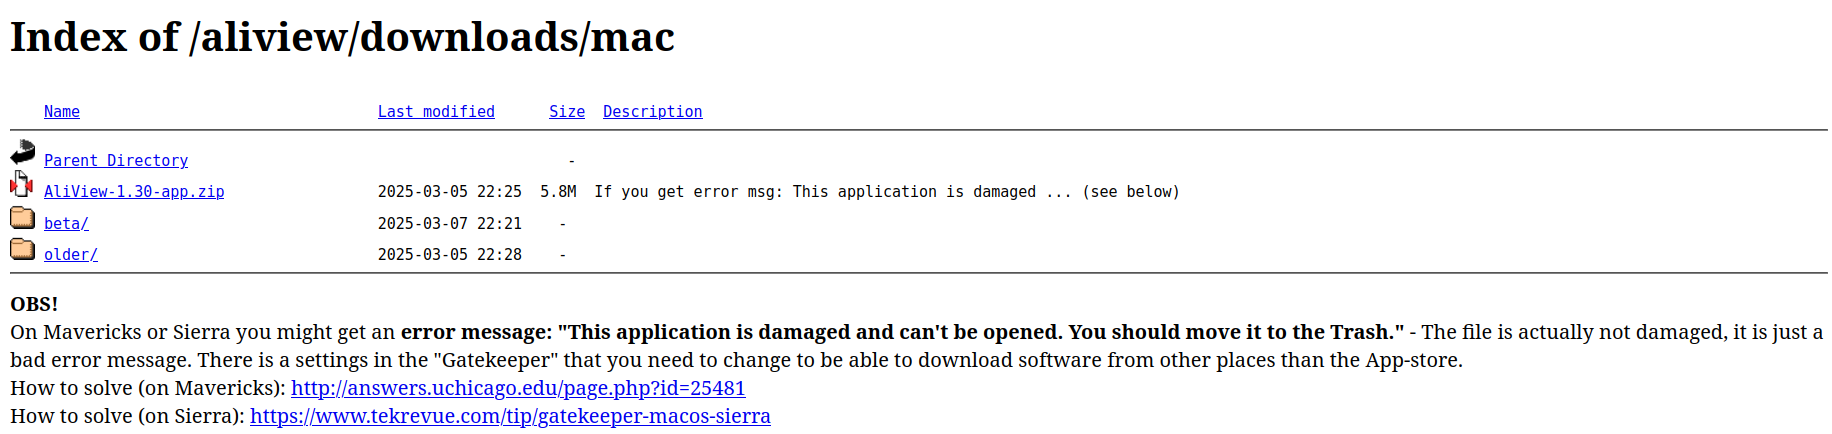 Index of /aliview/downloads/mac
Name Last modified Size Description
Parent Directory -
AliView-1.30-app.zip 2025-03-05 22:25 5.8M If you get error msg: This application is damaged ... (see below)
beta/ 2025-03-07 22:21 -
older/ 2025-03-05 22:28 -
OBS!
On Mavericks or Sierra you might get an error message: "This application is damaged and can't be opened. You should move it to the Trash." - The file is actually not damaged, it is just a
bad error message. There is a settings in the "Gatekeeper" that you need to change to be able to download software from other places than the App-store.
How to solve (on Mavericks): http://answers.uchicago.edu/page.php?id=25481
How to solve (on Sierra): https://www.tekrevue.com/tip/gatekeeper-macos-sierra